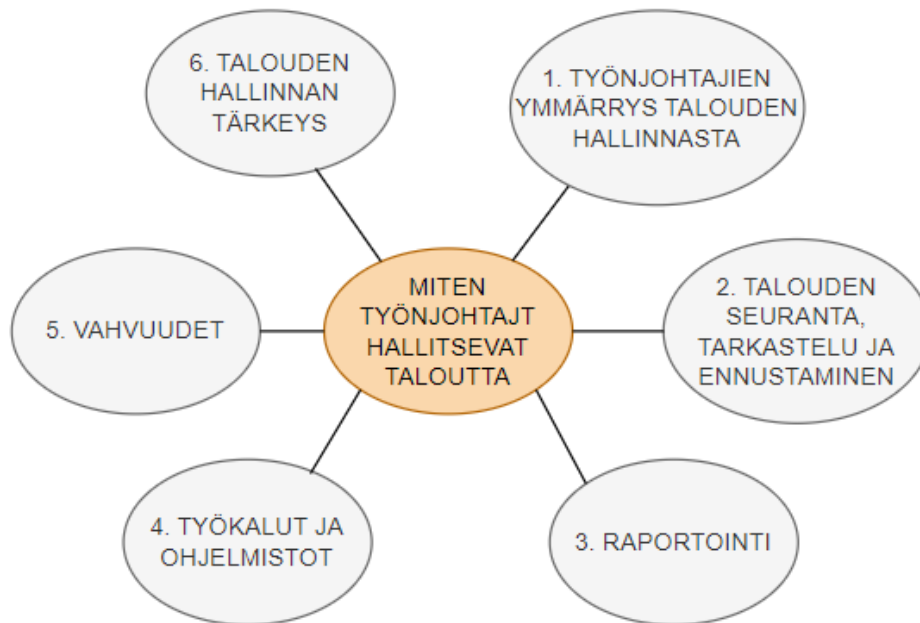 6. TALOUDEN
HALLINNAN
TÄRKEYS
1. TYÖNJOHTAJIEN
YMMÄRRYS TALOUDEN
HALLINNASTA
MITEN
TYÖNJOHTAJT
HALLITSEVAT
TALOUTTA
2. TALOUDEN
SEURANTA,
TARKASTELU JA
ENNUSTAMINEN
5. VAHVUUDET
4. TYÖKALUT JA
OHJELMISTOT
3. RAPORTOINTI